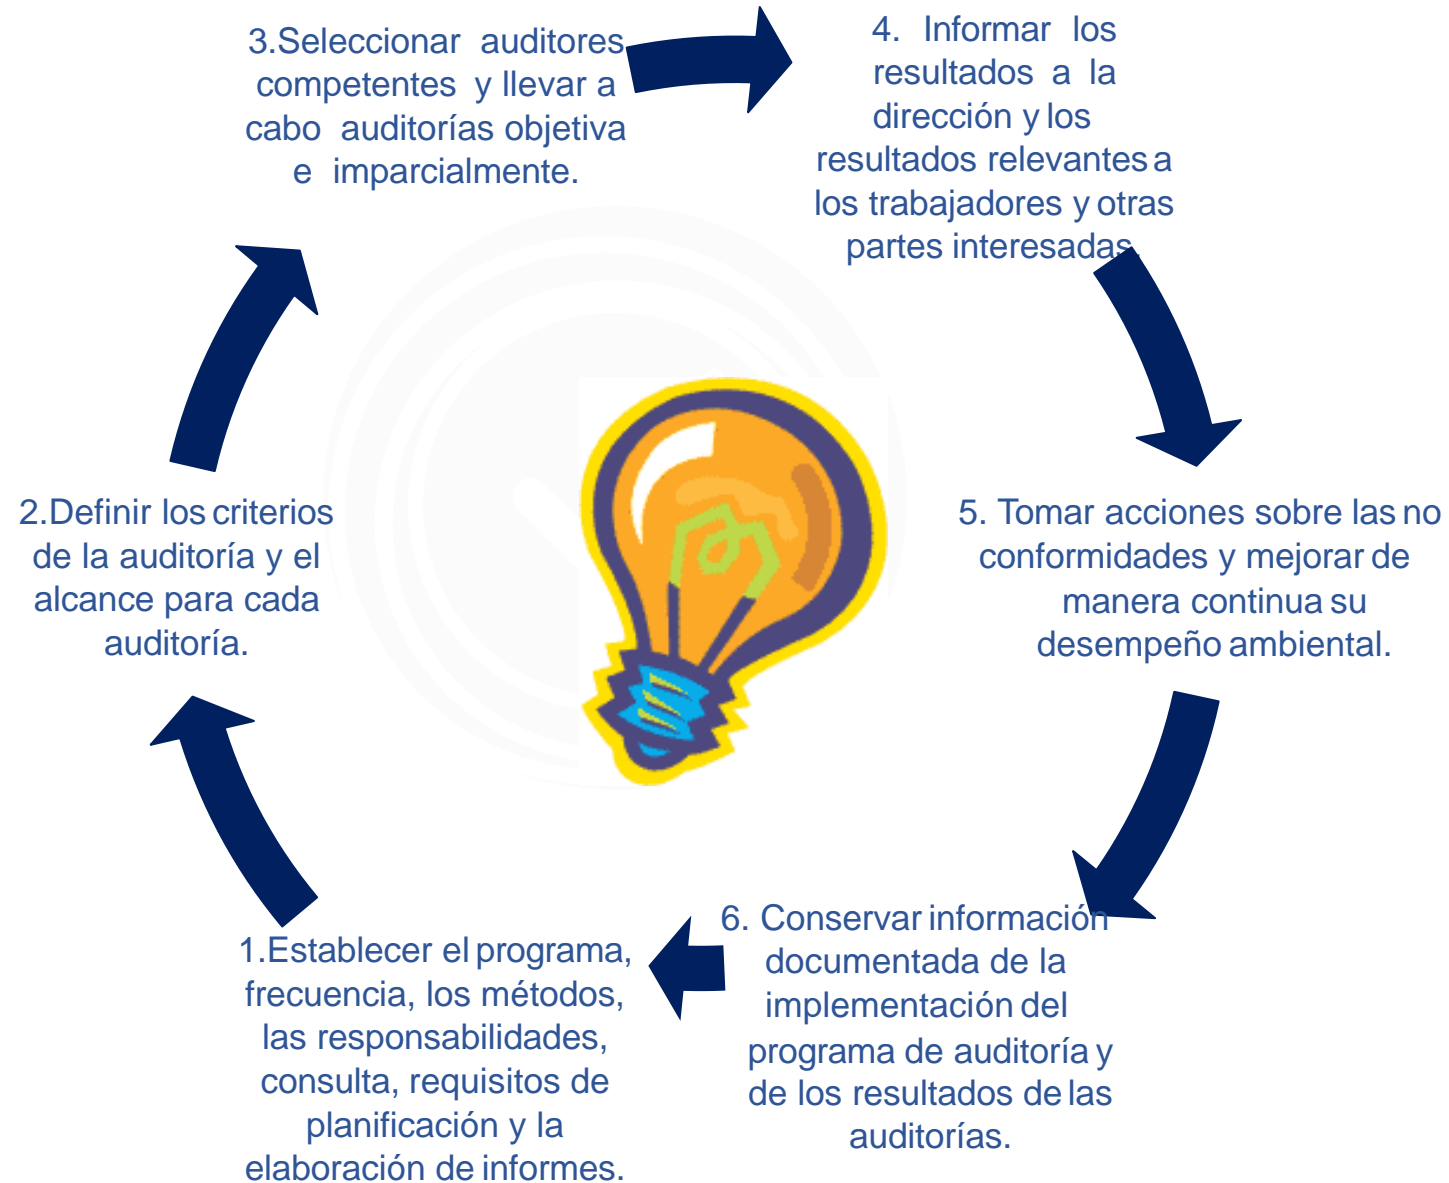 3.Seleccionar auditores
competentes y llevar a
cabo auditorías objetiva
e imparcialmente.
4. Informar los
resultados a la
dirección y los
resultados relevantes a
los trabajadores y otras
partes interesadas.
2.Definir los criterios
de la auditoría y el
alcance para cada
auditoría.
5. Tomar acciones sobre las no
conformidades y mejorar de
manera continua su
desempeño ambiental.
1.Establecer el programa,
frecuencia, los métodos,
las responsabilidades,
consulta, requisitos de
planificación y la
elaboración de informes.
6. Conservar información
documentada de la
implementación del
programa de auditoría y
de los resultados de las
auditorías.